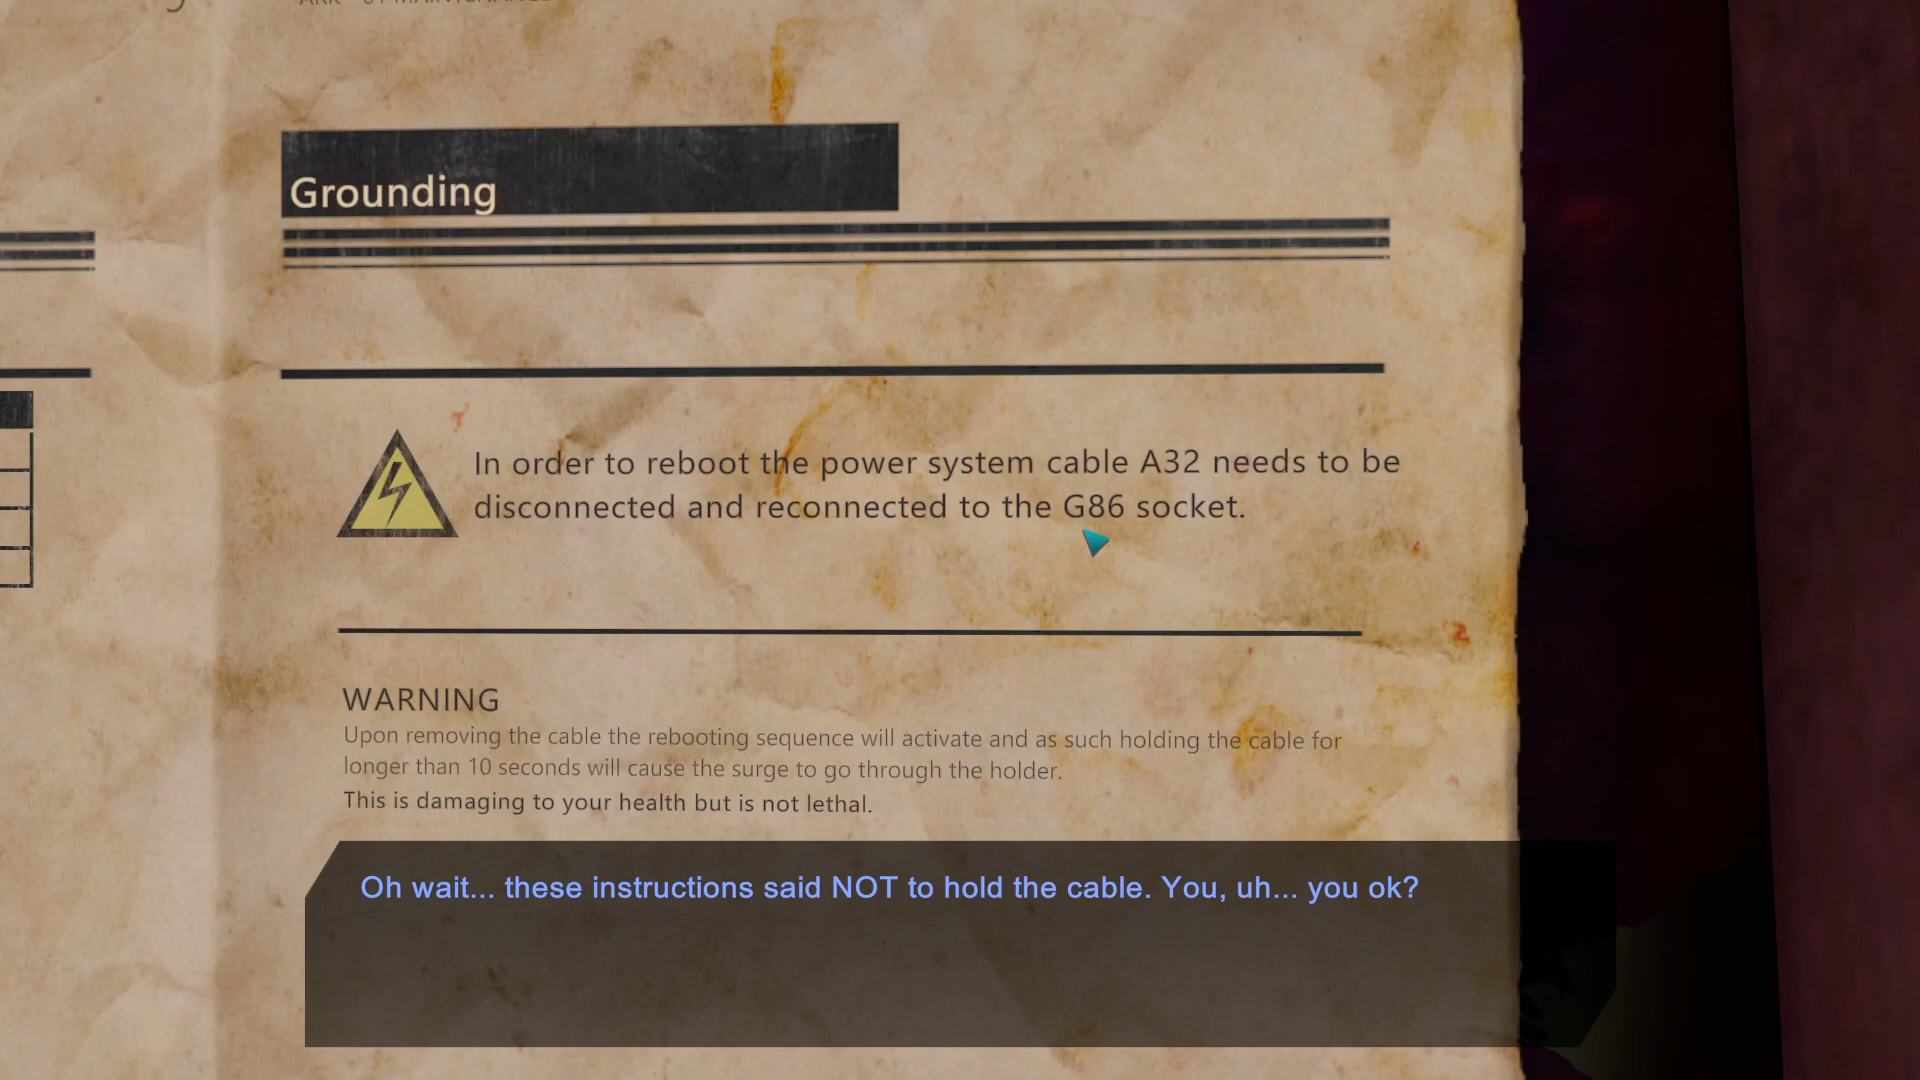 Grounding
In order to reboot the power system cable A32 needs to be
disconnected and reconnected to the G86 socket.
WARNING
Upon removing the cable the rebooting sequence will activate and as such holding the cable for
longer than 10 seconds will cause the surge to go through the holder.
This is damaging to your health but is not lethal.
Oh wait... these instructions said NOT to hold the cable. You, uh... you ok?